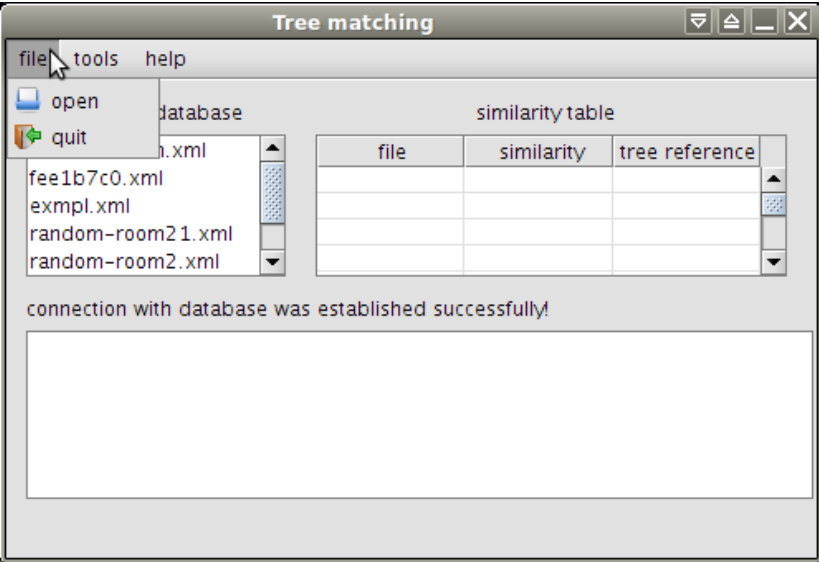 Tree matching
file tools help
open
quit
database
similarity table
.xml
fee1b7c0.xml
exmpl.xml
random-room21.xml
random-room2.xml
file similarity tree reference
connection with database was established successfully!